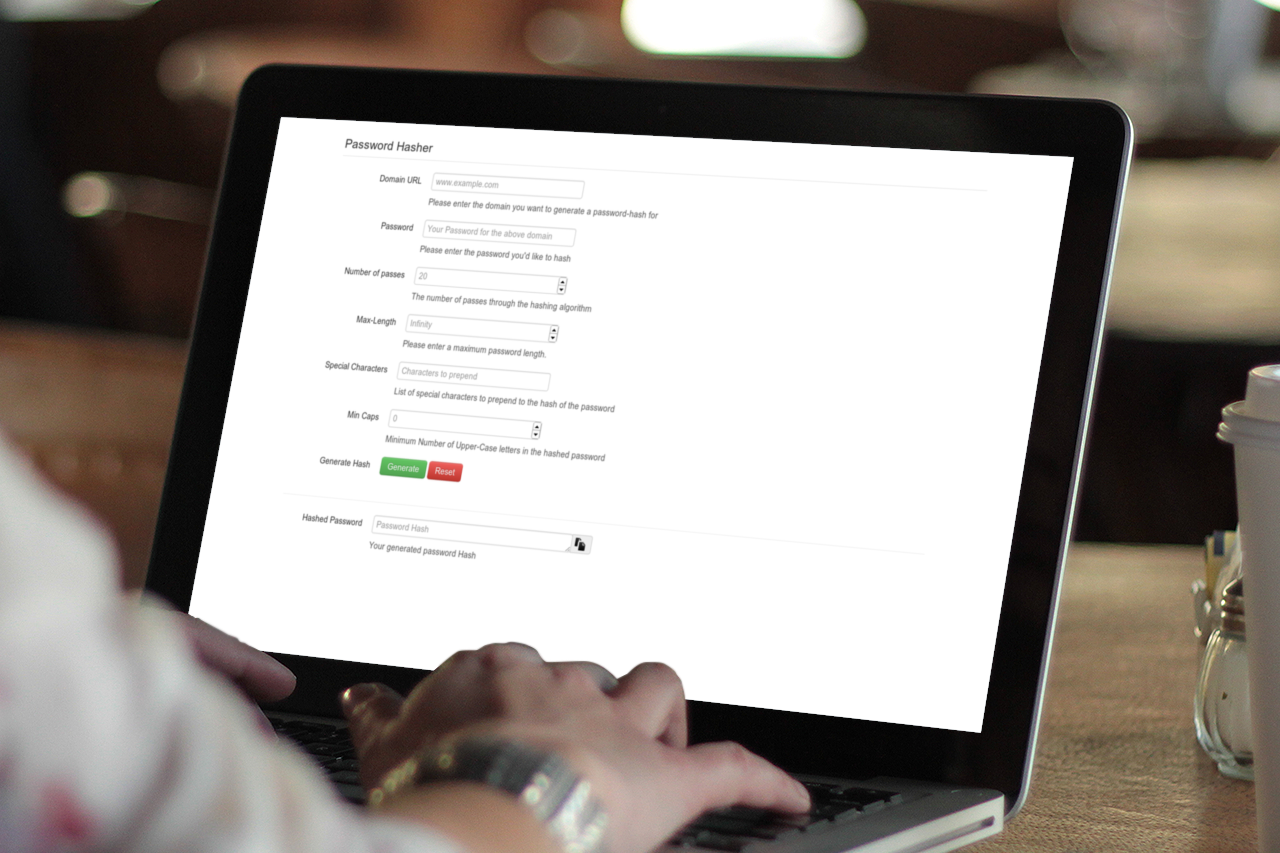 Password Hasher
Domain URL www.example.com
Please enter the domain you want to generate a password-hash for
Password Your Password for the above domain
Please enter the password you'd like to hash
Number of passes 20
The number of passes through the hashing algorithm
Max-Length Infinity
Please enter a maximum password length.
Special Characters Characters to prepend
List of special characters to prepend to the hash of the password
Min Caps 0
Minimum Number of Upper-Case letters in the hashed password
Generate Hash Generate Reset
Hashed Password Password Hash
Your generated password Hash